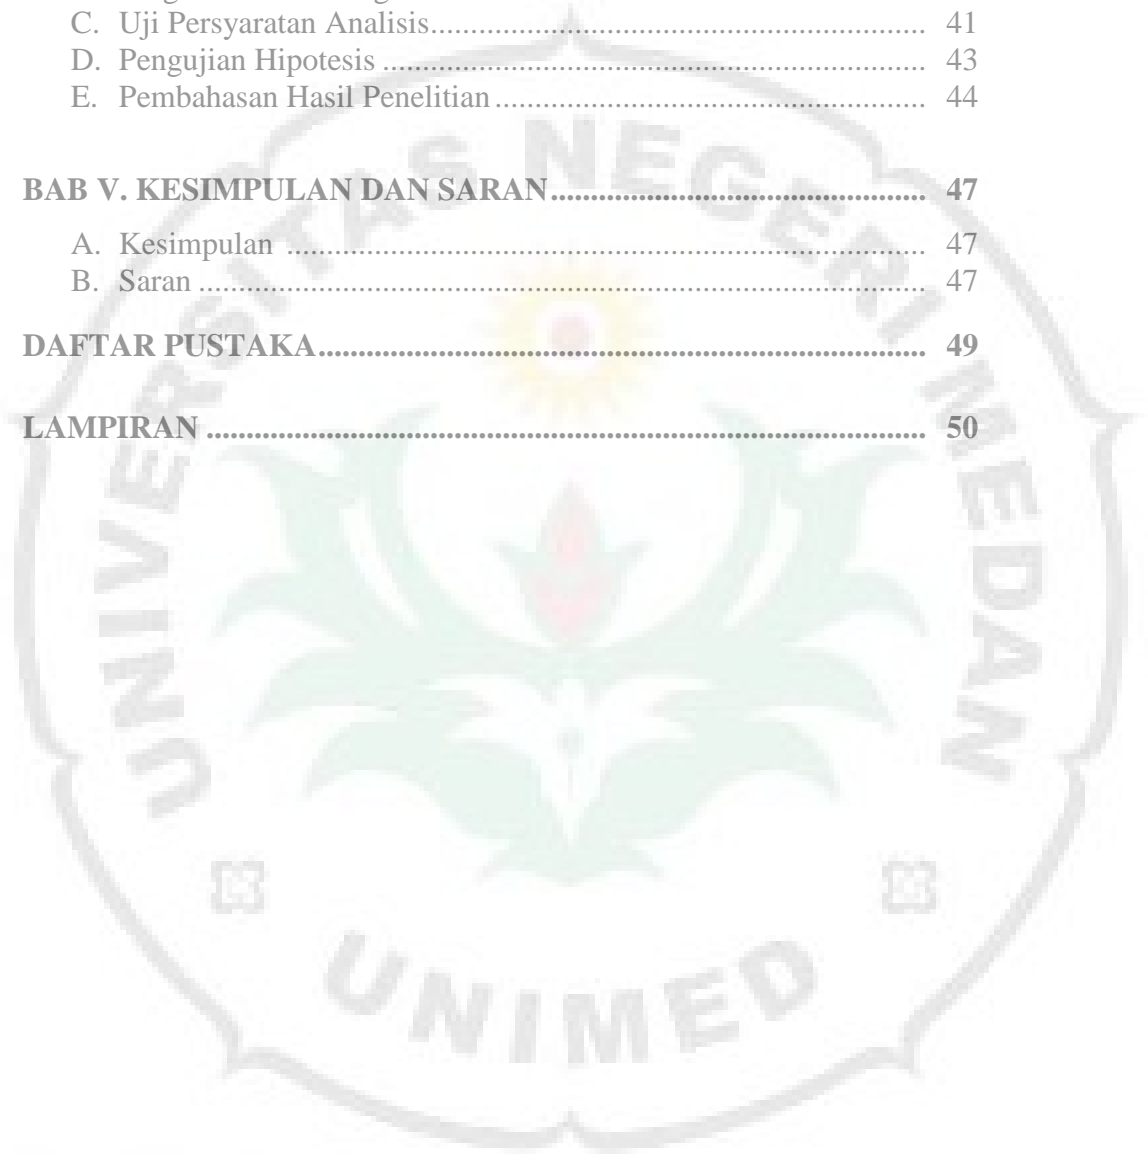 C. Uji Persyaratan Analisis.............................................................. 41
D. Pengujian Hipotesis .................................................................... 43
E. Pembahasan Hasil Penelitian ...................................................... 44
BAB V. KESIMPULAN DAN SARAN.............................................. 47
A. Kesimpulan ................................................................................ 47
B. Saran ........................................................................................... 47
DAFTAR PUSTAKA........................................................................... 49
LAMPIRAN ......................................................................................... 50
UNIVERSITAS NEGERI MEDAN
UNIMED